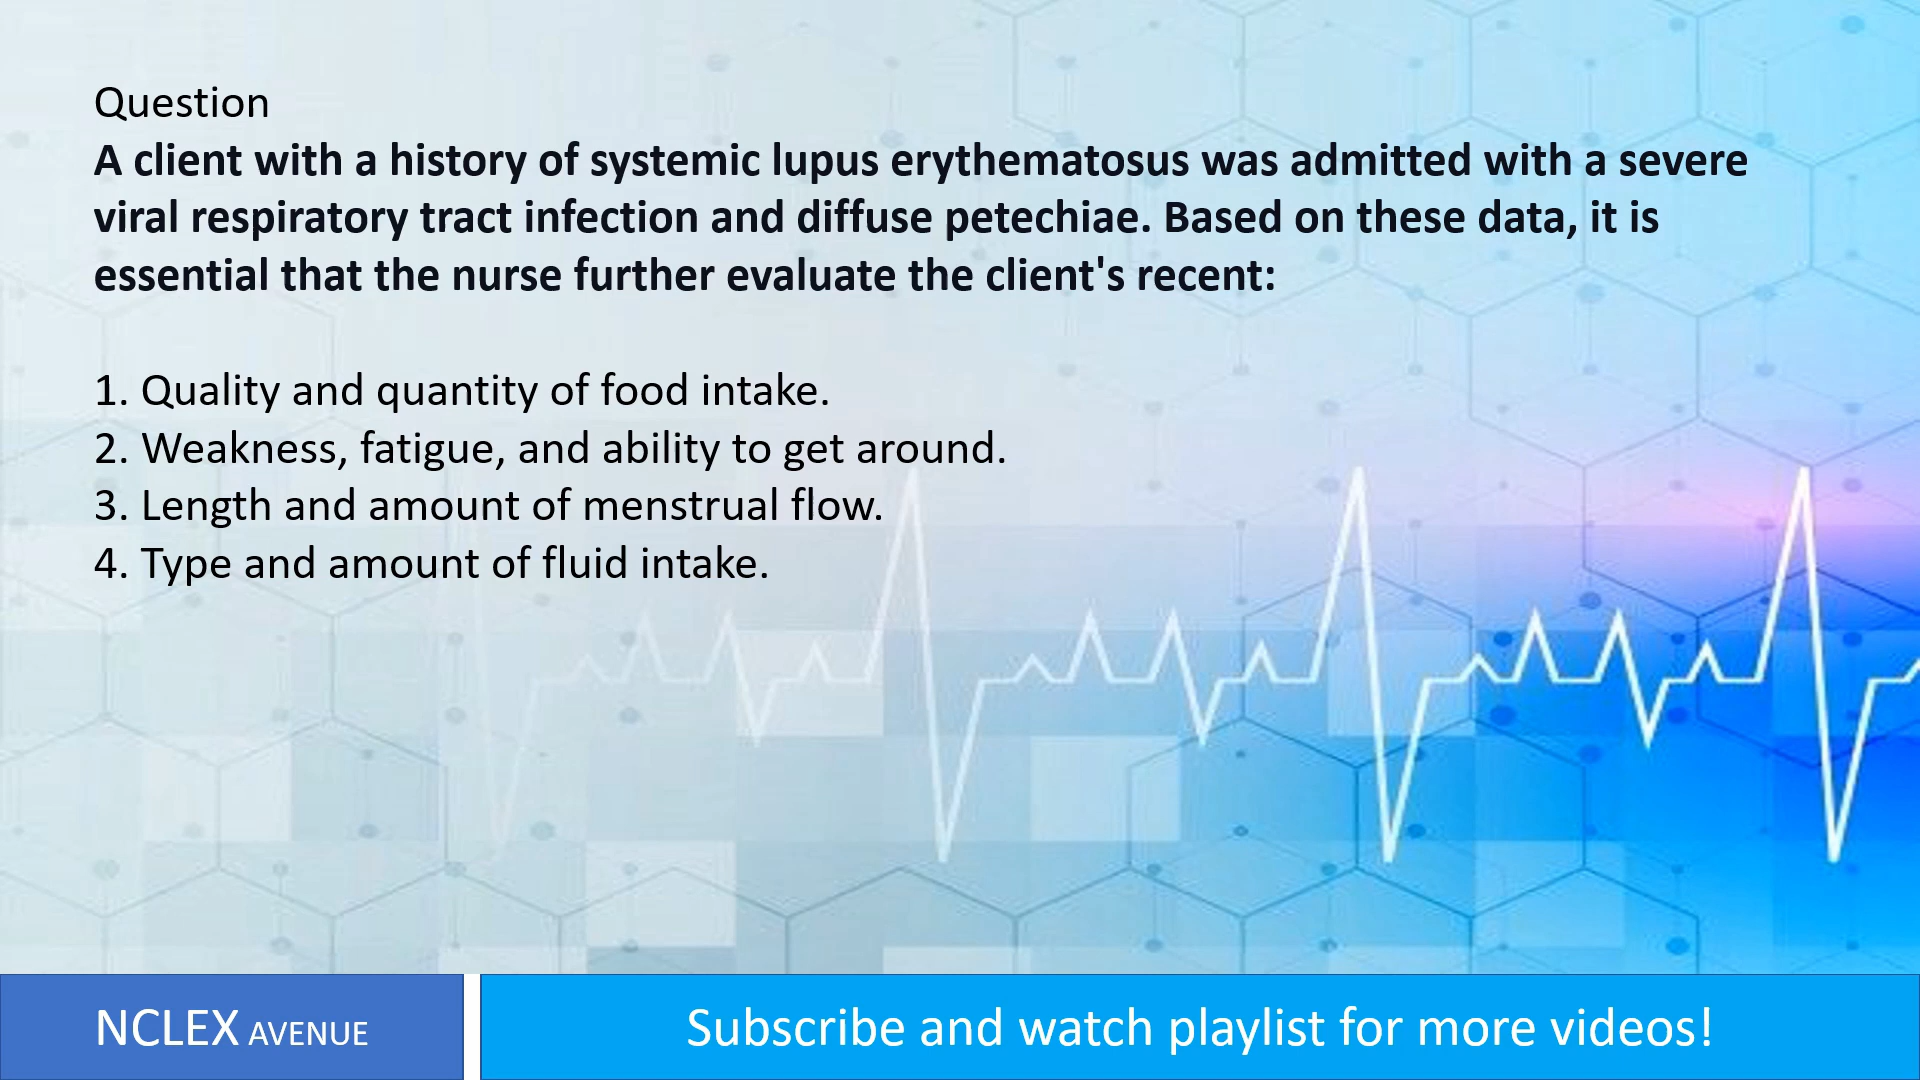 Question
A client with a history of systemic lupus erythematosus was admitted with a severe
viral respiratory tract infection and diffuse petechiae. Based on these data, it is
essential that the nurse further evaluate the client's recent:
1. Quality and quantity of food intake.
2. Weakness, fatigue, and ability to get around.
3. Length and amount of menstrual flow.
4. Type and amount of fluid intake.
NCLEX AVENUE
Subscribe and watch playlist for more videos!